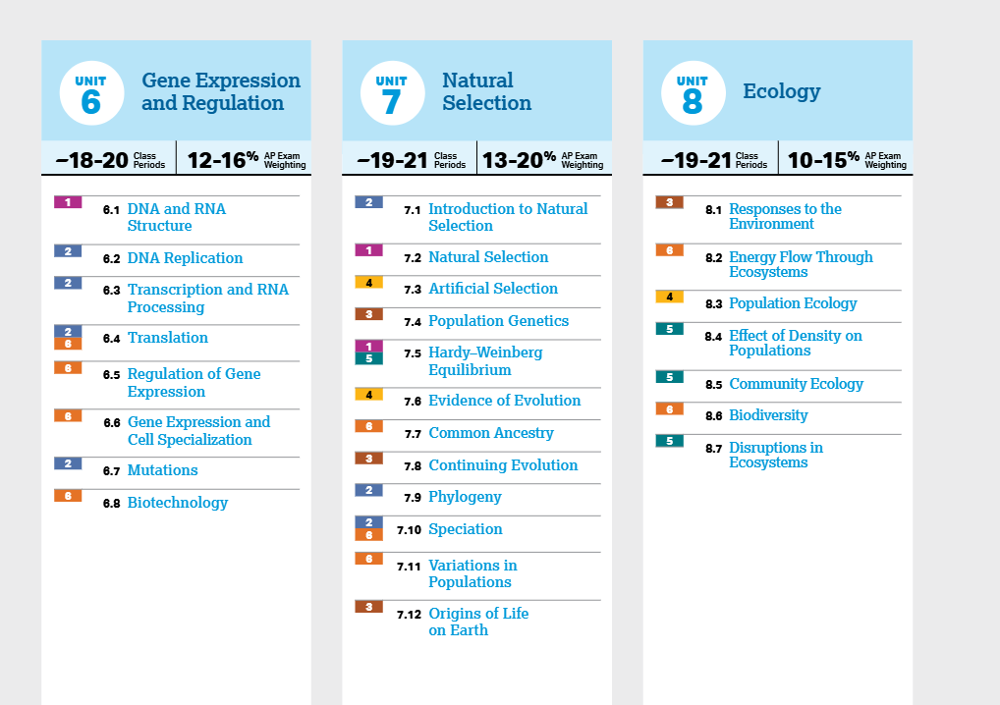 UNIT
6
Gene Expression
and Regulation
~18-20 Class
Periods
12-16% AP Exam
Weighting
1
6.1 DNA and RNA
Structure
2
6.2 DNA Replication
2
6.3 Transcription and RNA
Processing
2
6
6.4 Translation
6
6.5 Regulation of Gene
Expression
6
6.6 Gene Expression and
Cell Specialization
2
6.7 Mutations
6
6.8 Biotechnology
UNIT
7
Natural
Selection
~19-21 Class
Periods
13-20% AP Exam
Weighting
2
7.1 Introduction to Natural
Selection
1
7.2 Natural Selection
4
7.3 Artificial Selection
3
7.4 Population Genetics
1
5
7.5 Hardy–Weinberg
Equilibrium
4
7.6 Evidence of Evolution
6
7.7 Common Ancestry
3
7.8 Continuing Evolution
2
7.9 Phylogeny
2
6
7.10 Speciation
6
7.11 Variations in
Populations
3
7.12 Origins of Life
on Earth
UNIT
8
Ecology
~19-21 Class
Periods
10-15% AP Exam
Weighting
3
8.1 Responses to the
Environment
6
8.2 Energy Flow Through
Ecosystems
4
8.3 Population Ecology
5
8.4 Effect of Density on
Populations
5
8.5 Community Ecology
6
8.6 Biodiversity
5
8.7 Disruptions in
Ecosystems